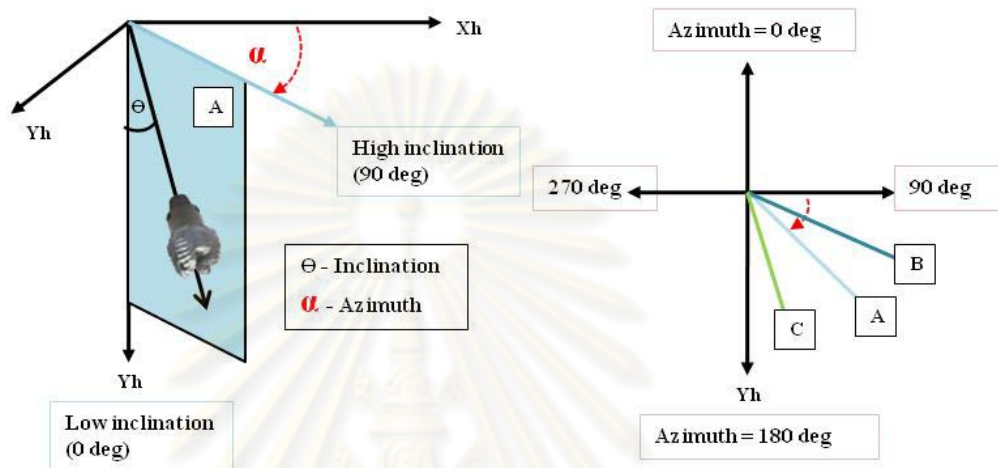 Xh
α
Θ
A
Yh
High inclination
(90 deg)
Θ - Inclination
α - Azimuth
Yh
Low inclination
(0 deg)
Azimuth = 0 deg
270 deg
90 deg
B
A
C
Yh
Azimuth = 180 deg